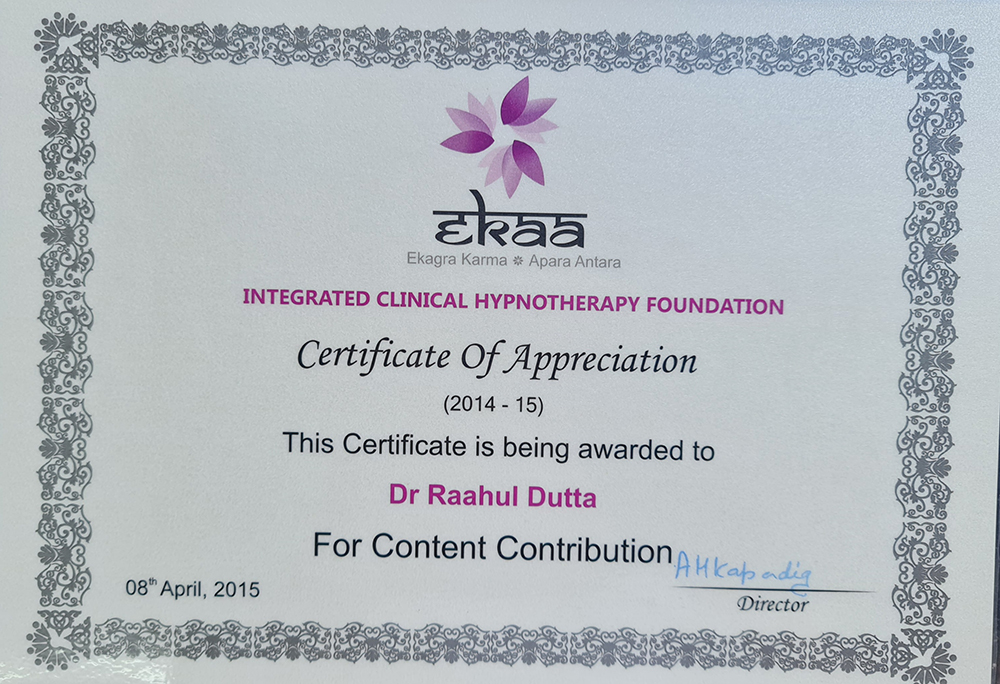 ekaa
Ekagra Karma ❋ Apara Antara
INTEGRATED CLINICAL HYPNOTHERAPY FOUNDATION
Certificate Of Appreciation
(2014 - 15)
This Certificate is being awarded to
Dr Raahul Dutta
For Content Contribution
AHKapadia
08th April, 2015
Director